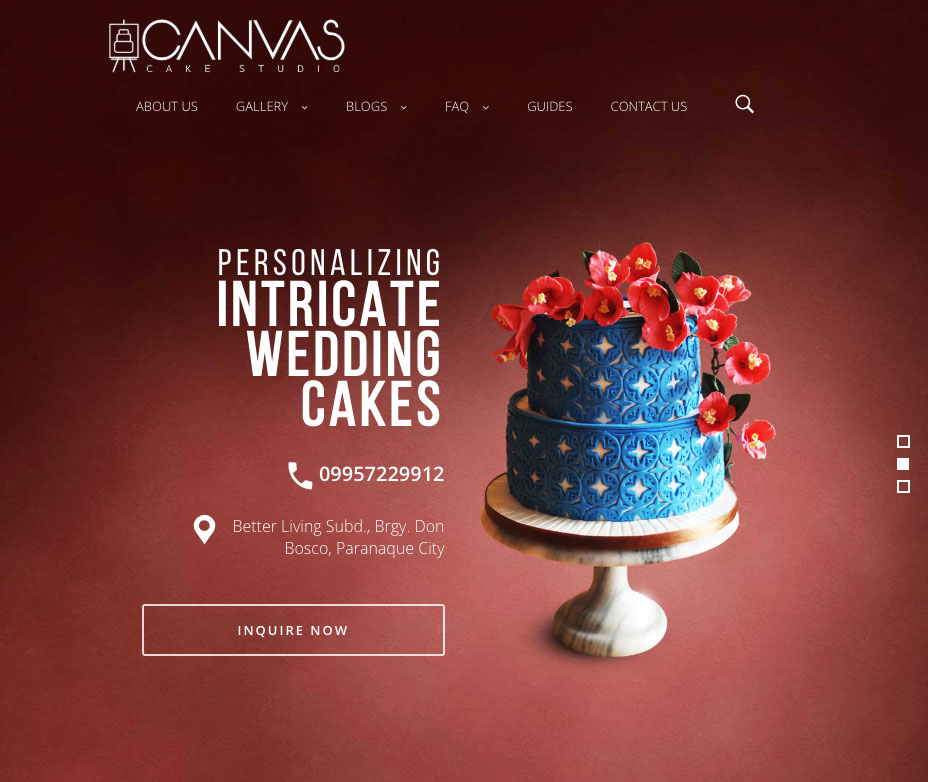 CANVAS
CAKE STUDIO
ABOUT US GALLERY BLOGS FAQ GUIDES CONTACT US
PERSONALIZING
INTRICATE
WEDDING
CAKES
09957229912
Better Living Subd., Brgy. Don
Bosco, Paranaque City
INQUIRE NOW